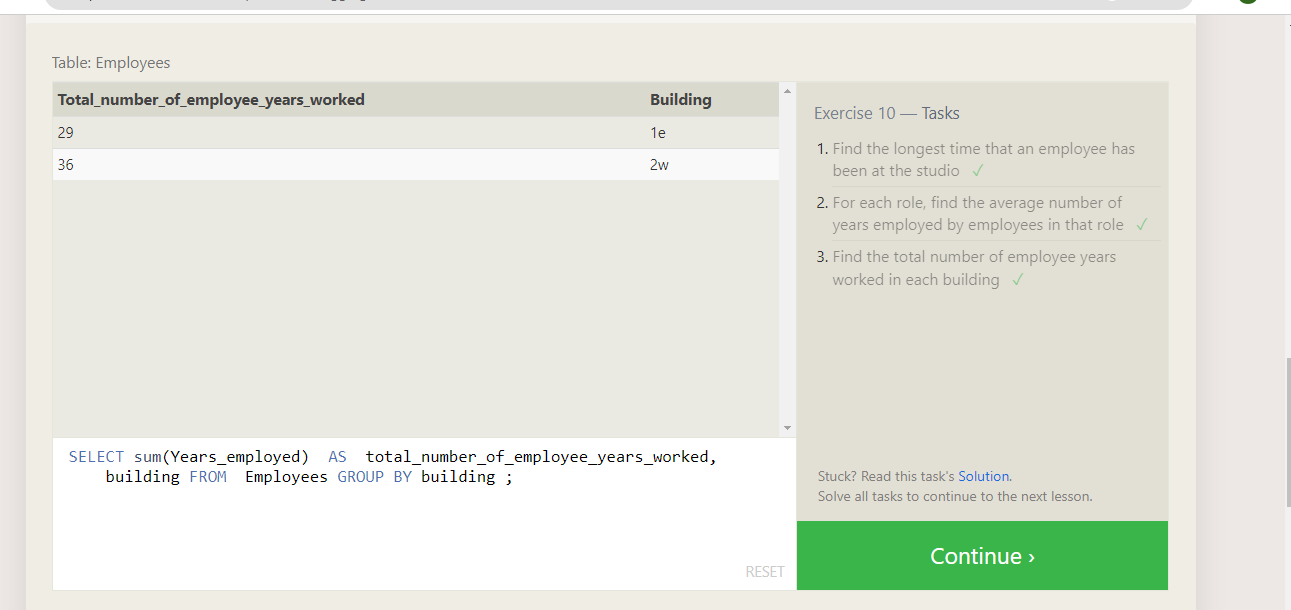 Table: Employees
Total_number_of_employee_years_worked Building
29 1e
36 2w
SELECT sum(Years_employed) AS total_number_of_employee_years_worked,
building FROM Employees GROUP BY building ;
RESET
Exercise 10 — Tasks
1. Find the longest time that an employee has
been at the studio ✓
2. For each role, find the average number of
years employed by employees in that role ✓
3. Find the total number of employee years
worked in each building ✓
Stuck? Read this task's Solution.
Solve all tasks to continue to the next lesson.
Continue ›